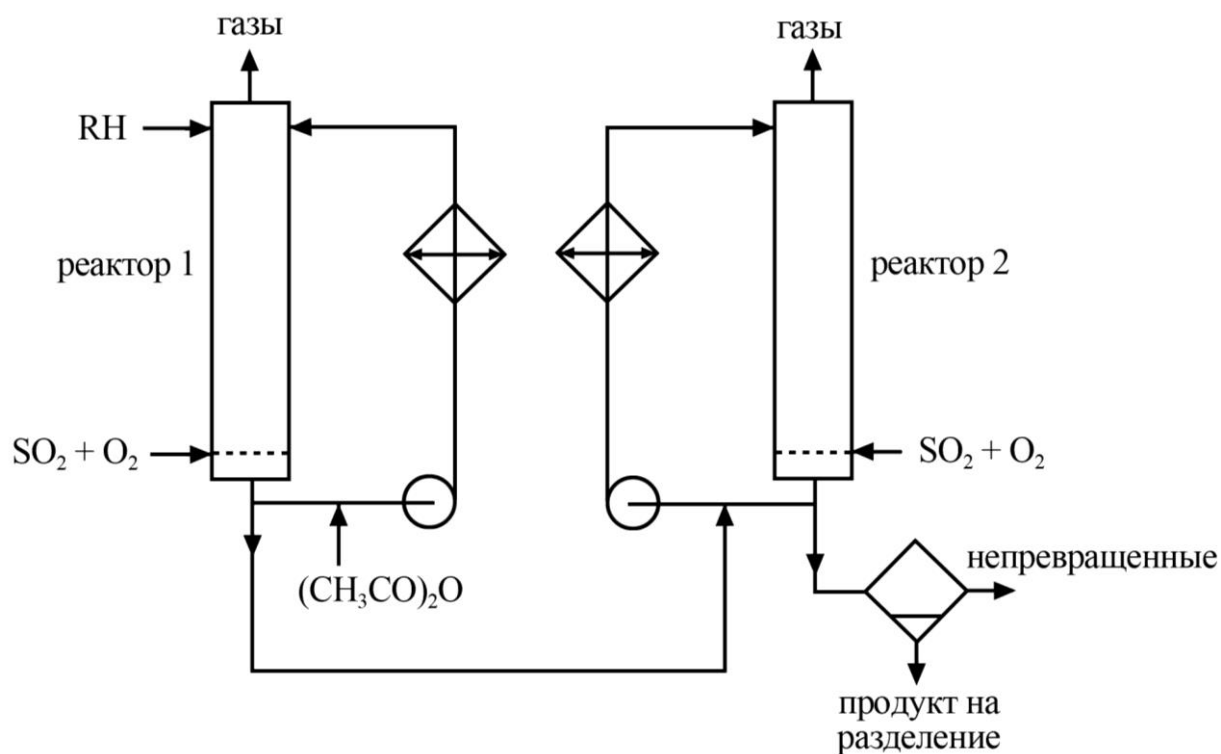 газы
газы
RH
реактор 1
реактор 2
SO₂ + O₂
SO₂ + O₂
(CH₃CO)₂O
непревращенные
продукт на
разделение